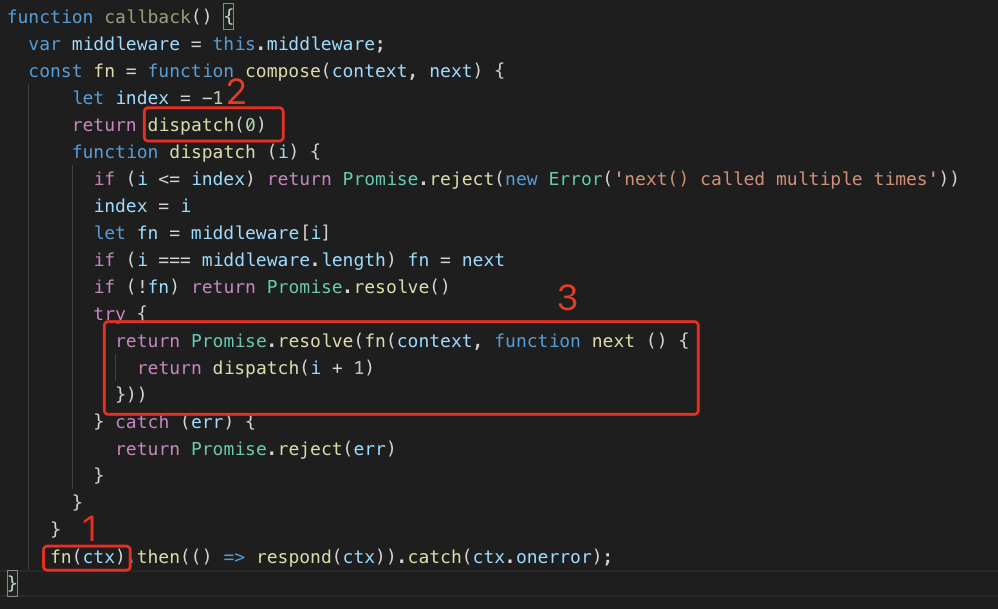 function callback() {
  var middleware = this.middleware;
  const fn = function compose(context, next) {
      let index = -1 2
      return dispatch(0)
      function dispatch (i) {
        if (i <= index) return Promise.reject(new Error('next() called multiple times'))
        index = i
        let fn = middleware[i]
        if (i === middleware.length) fn = next
        if (!fn) return Promise.resolve()
        try {
3
          return Promise.resolve(fn(context, function next () {
            return dispatch(i + 1)
          }))
        } catch (err) {
          return Promise.reject(err)
        }
      }
    }
1
    fn(ctx).then(() => respond(ctx)).catch(ctx.onerror);
}